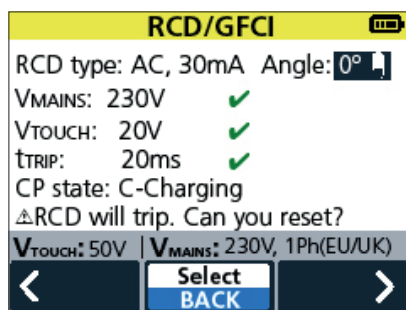 RCD/GFCI
RCD type: AC, 30mA Angle: 0°
VMAINS: 230V ✔
VTOUCH: 20V ✔
tTRIP: 20ms ✔
CP state: C-Charging
⚠RCD will trip. Can you reset?
VTOUCH: 50V | VMAINS: 230V, 1Ph(EU/UK)
Select
BACK